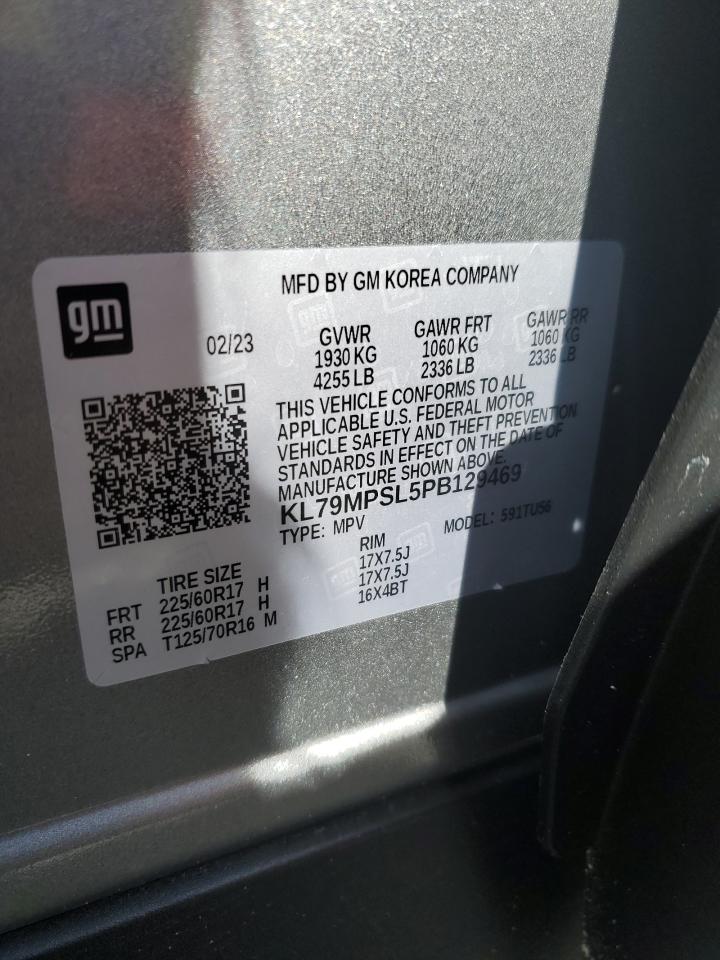 gm
MFD BY GM KOREA COMPANY
02/23
GVWR GAWR FRT GAWR RR
1930 KG 1060 KG 1060 KG
4255 LB 2336 LB 2336 LB
THIS VEHICLE CONFORMS TO ALL
APPLICABLE U.S. FEDERAL MOTOR
VEHICLE SAFETY AND THEFT PREVENTION
STANDARDS IN EFFECT ON THE DATE OF
MANUFACTURE SHOWN ABOVE.
KL79MPSL5PB129469
TYPE: MPV MODEL: 591TU56
TIRE SIZE RIM
FRT 225/60R17 H 17X7.5J
RR 225/60R17 H 17X7.5J
SPA T125/70R16 M 16X4BT